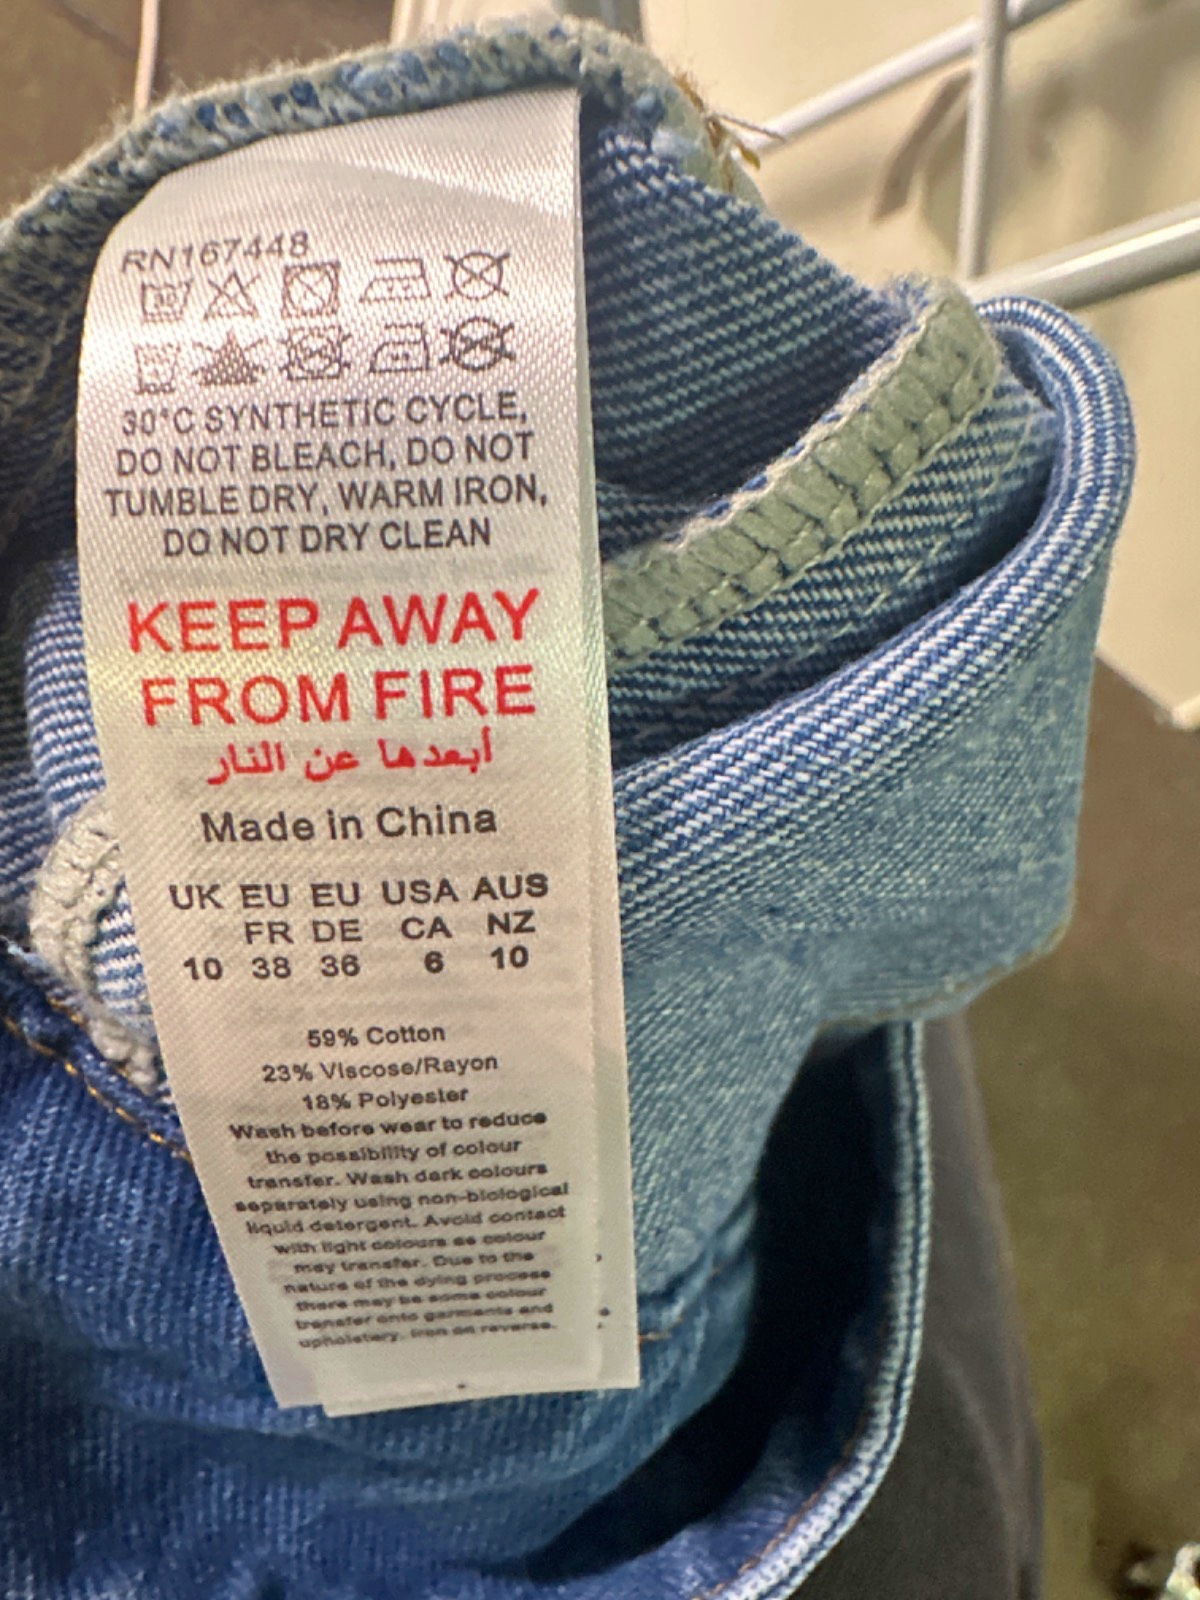 RN167448
30
30°C SYNTHETIC CYCLE,
DO NOT BLEACH, DO NOT
TUMBLE DRY, WARM IRON,
DO NOT DRY CLEAN
KEEP AWAY
FROM FIRE
أبعدها عن النار
Made in China
UK EU EU USA AUS
FR DE CA NZ
10 38 36 6 10
59% Cotton
23% Viscose/Rayon
18% Polyester
Wash before wear to reduce
the possibility of colour
transfer. Wash dark colours
separately using non-biological
liquid detergent. Avoid contact
with light colours as colour
may transfer. Due to the
nature of the dying process
there may be some colour
transfer onto garments and
upholstery. Iron on reverse.